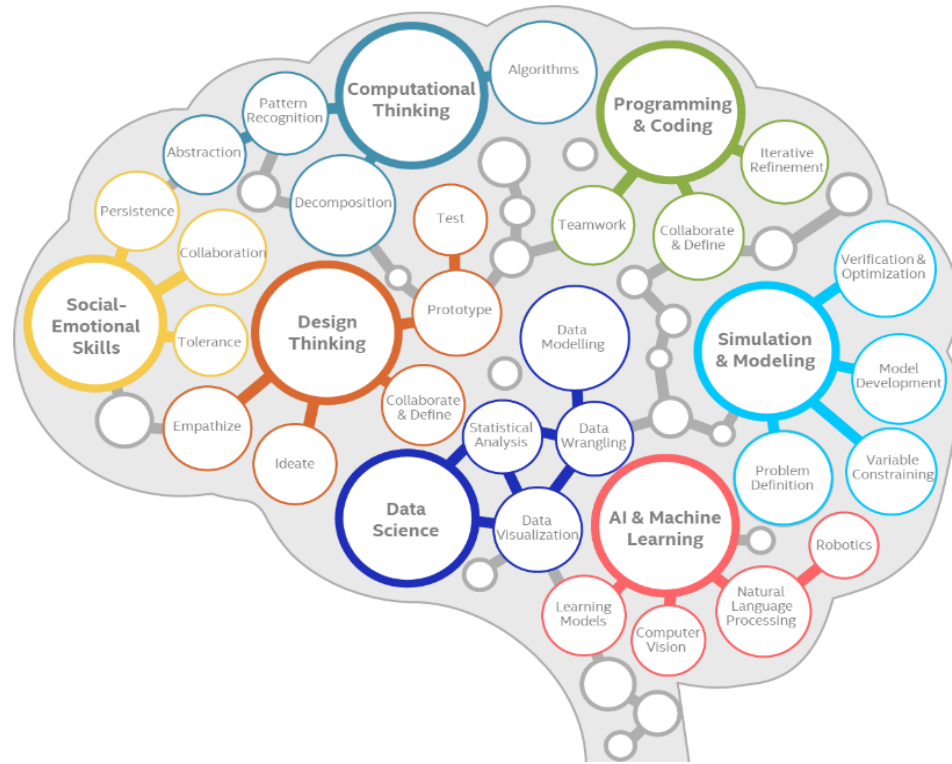 Computational
Thinking
Algorithms
Pattern
Recognition
Abstraction
Decomposition
Programming
& Coding
Iterative
Refinement
Teamwork
Collaborate
& Define
Persistence
Collaboration
Social-
Emotional
Skills
Tolerance
Test
Prototype
Design
Thinking
Empathize
Ideate
Collaborate
& Define
Data
Modelling
Statistical
Analysis
Data
Wrangling
Data
Science
Data
Visualization
Verification &
Optimization
Simulation
& Modeling
Model
Development
Variable
Constraining
Problem
Definition
AI & Machine
Learning
Robotics
Natural
Language
Processing
Learning
Models
Computer
Vision